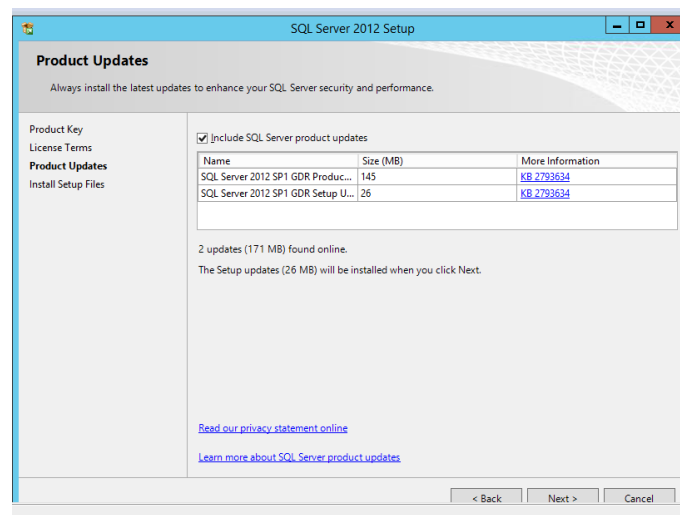 SQL Server 2012 Setup
Product Updates
Always install the latest updates to enhance your SQL Server security and performance.
Product Key
License Terms
Product Updates
Install Setup Files
Include SQL Server product updates
Name Size (MB) More Information
SQL Server 2012 SP1 GDR Produc... 145 KB 2793634
SQL Server 2012 SP1 GDR Setup U... 26 KB 2793634
2 updates (171 MB) found online.
The Setup updates (26 MB) will be installed when you click Next.
Read our privacy statement online
Learn more about SQL Server product updates
< Back Next > Cancel